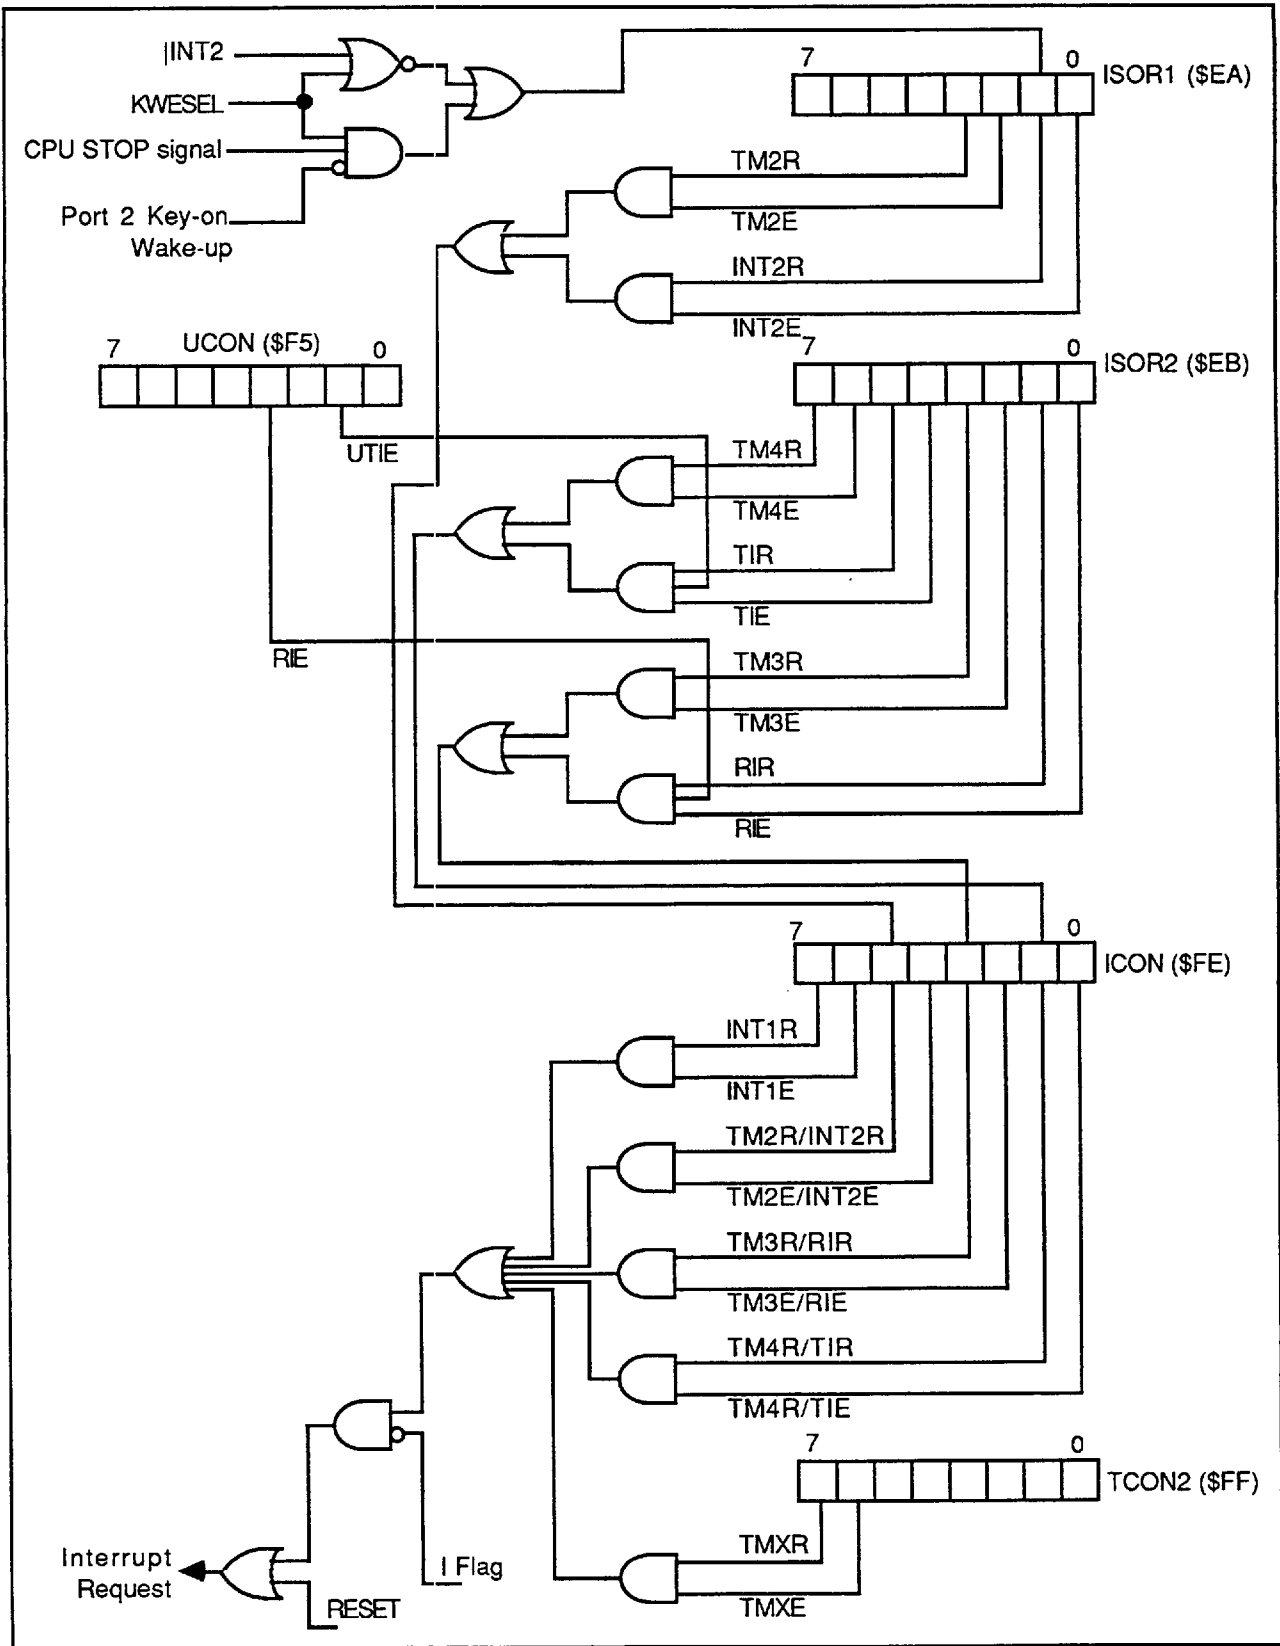 |INT2
KWESEL
CPU STOP signal
Port 2 Key-on
Wake-up
7 0 ISOR1 ($EA)
TM2R
TM2E
INT2R
INT2E
7 UCON ($F5) 0
7 0 ISOR2 ($EB)
UTIE
TM4R
TM4E
TIR
TIE
RIE
TM3R
TM3E
RIR
RIE
7 0 ICON ($FE)
INT1R
INT1E
TM2R/INT2R
TM2E/INT2E
TM3R/RIR
TM3E/RIE
TM4R/TIR
TM4R/TIE
7 0 TCON2 ($FF)
TMXR
TMXE
I Flag
Interrupt
Request
RESET